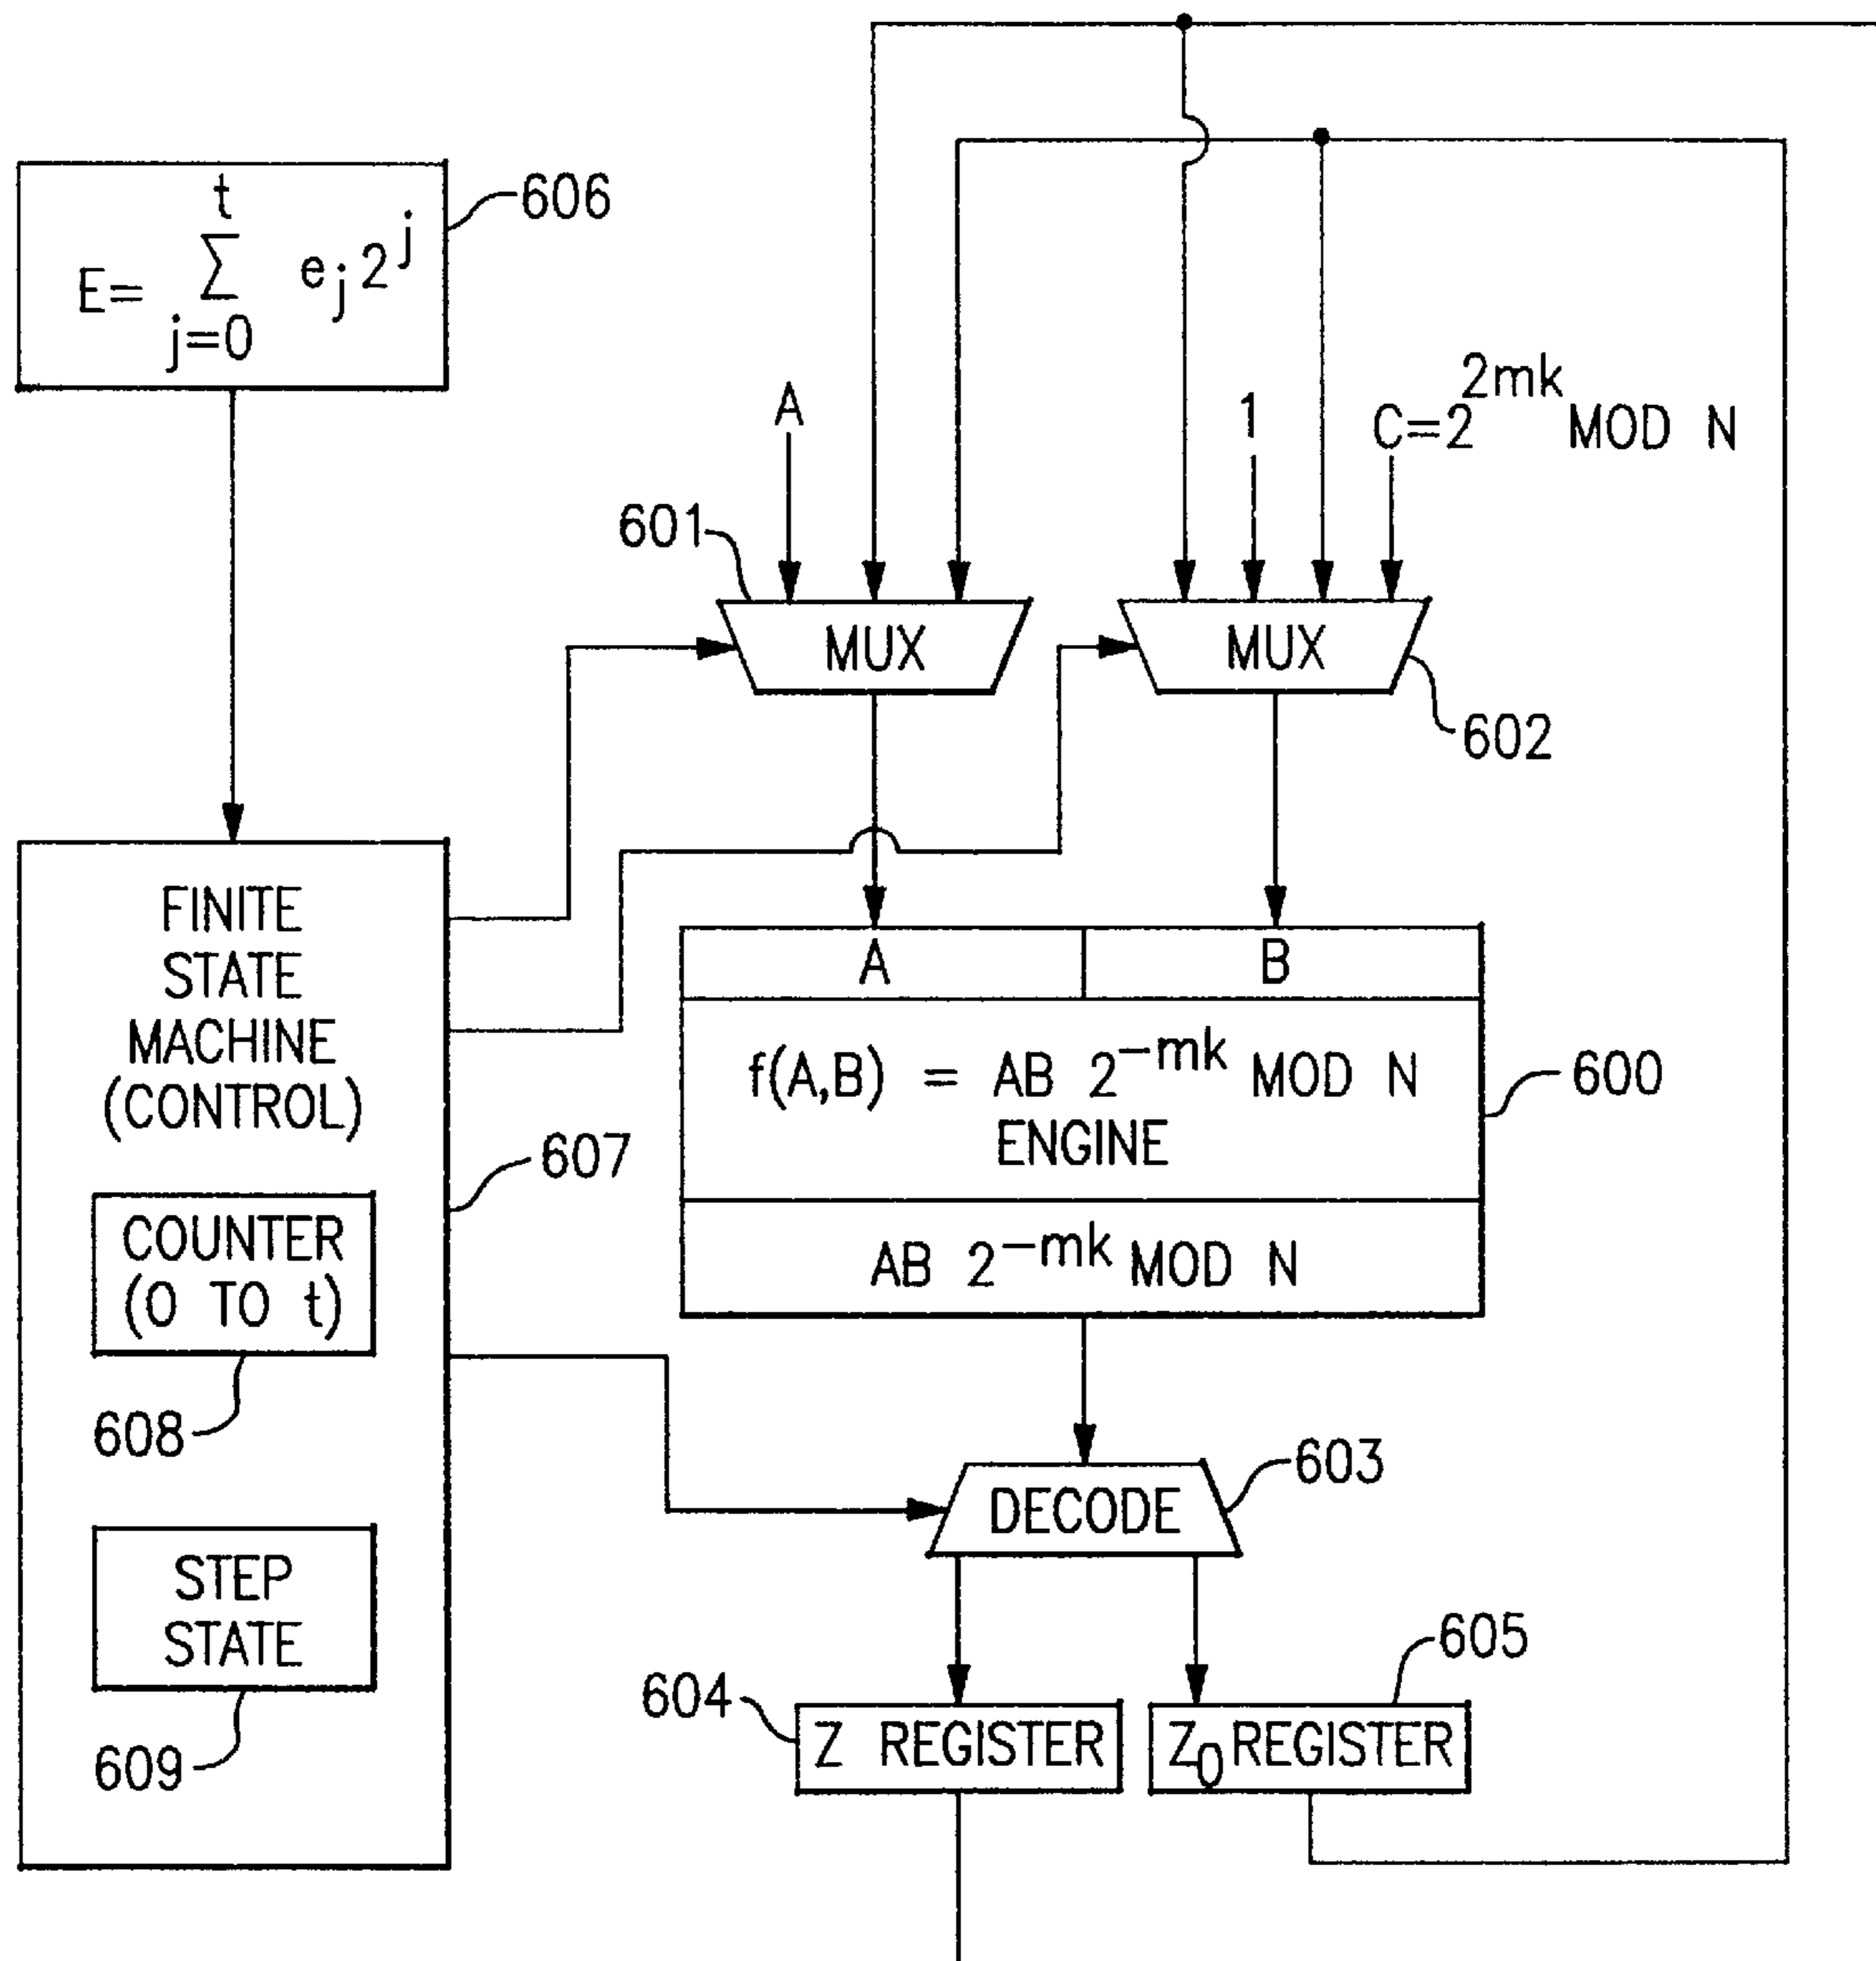 606
t
E= ∑ e_j 2^j
j=0
A
1
C=2^2mk MOD N
601
MUX
MUX
602
FINITE
STATE
MACHINE
(CONTROL)
607
COUNTER
(0 TO t)
608
STEP
STATE
609
A
B
f(A,B) = AB 2^-mk MOD N
ENGINE
600
AB 2^-mk MOD N
603
DECODE
604
605
Z REGISTER
Z_0 REGISTER